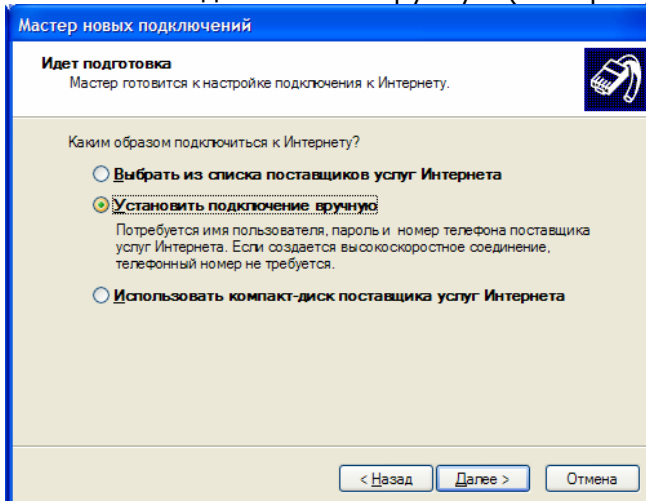 Мастер новых подключений
Идет подготовка
Мастер готовится к настройке подключения к Интернету.
Каким образом подключиться к Интернету?
Выбрать из списка поставщиков услуг Интернета
Установить подключение вручную
Потребуется имя пользователя, пароль и номер телефона поставщика
услуг Интернета. Если создается высокоскоростное соединение,
телефонный номер не требуется.
Использовать компакт-диск поставщика услуг Интернета
< Назад Далее > Отмена